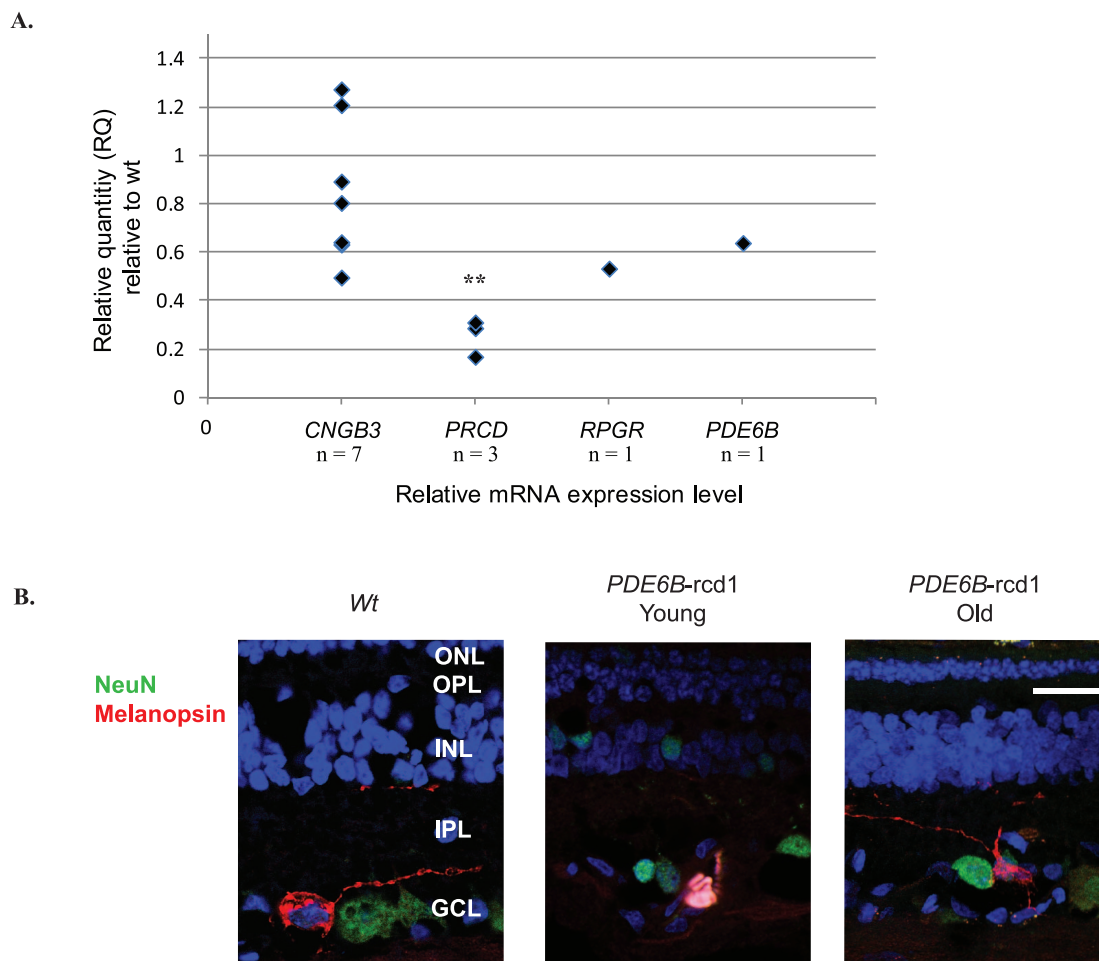 A.
Relative quantitiy (RQ)
relative to wt
1.4
1.2
1
0.8
0.6
0.4
0.2
0
**
0
CNGB3 PRCD RPGR PDE6B
n = 7 n = 3 n = 1 n = 1
Relative mRNA expression level
B.
Wt
PDE6B-rcd1
Young
PDE6B-rcd1
Old
NeuN
Melanopsin
ONL
OPL
INL
IPL
GCL